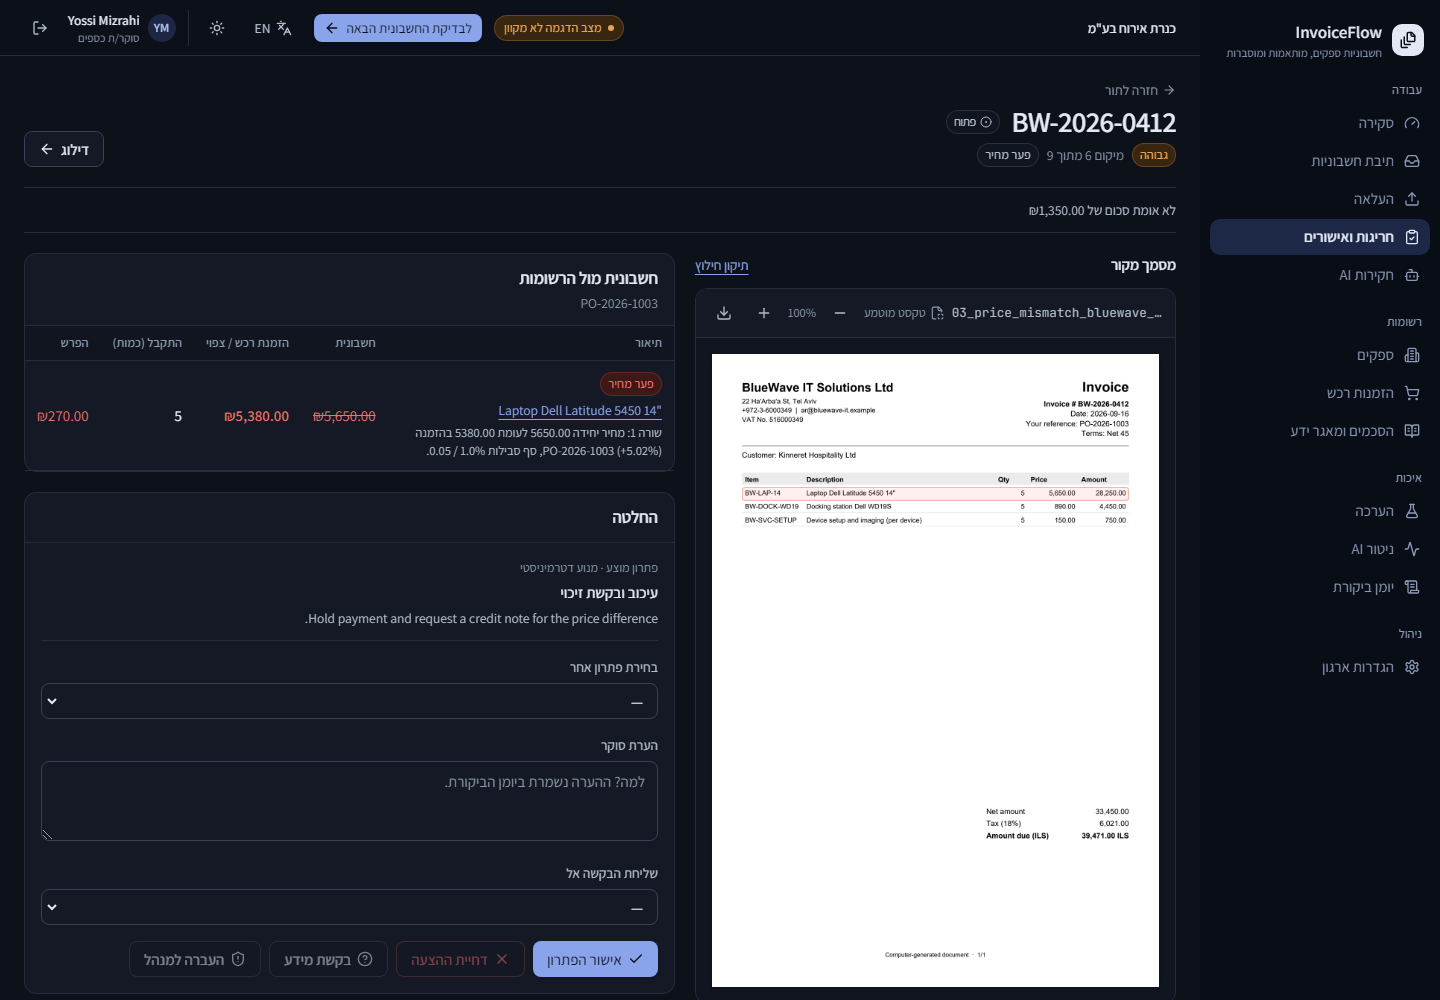 InvoiceFlow
חשבוניות ספקים, מותאמות ומוסברות
עבודה
סקירה
תיבת חשבוניות
העלאה
חריגות ואישורים
חקירות AI
רשומות
ספקים
הזמנות רכש
הסכמים ומאגר ידע
איכות
הערכה
ניטור AI
יומן ביקורת
ניהול
הגדרות ארגון
כנרת אירוח בע"מ
מצב הדגמה לא מקוון
לבדיקת החשבונית הבאה
EN
YM
Yossi Mizrahi
סוקר/ת כספים
חזרה לתור
BW-2026-0412
פתוח
גבוהה
מיקום 6 מתוך 9
פער מחיר
דילוג
לא אומת סכום של ₪1,350.00
מסמך מקור
תיקון חילוץ
03_price_mismatch_bluewave_…
טקסט מוטמע
100%
BlueWave IT Solutions Ltd
22 Ha'Arba'a St, Tel Aviv
+972-3-6000349 | ar@bluewave-it.example
VAT No. 516000349
Invoice
Invoice # BW-2026-0412
Date: 2026-09-16
Your reference: PO-2026-1003
Terms: Net 45
Customer: Kinneret Hospitality Ltd
Item Description Qty Price Amount
BW-LAP-14 Laptop Dell Latitude 5450 14" 5 5,650.00 28,250.00
BW-DOCK-WD19 Docking station Dell WD19S 5 890.00 4,450.00
BW-SVC-SETUP Device setup and imaging (per device) 5 150.00 750.00
Net amount 33,450.00
Tax (18%) 6,021.00
Amount due (ILS) 39,471.00 ILS
Computer-generated document · 1/1
חשבונית מול הרשומות
PO-2026-1003
תיאור חשבונית הזמנת רכש / צפוי התקבל (כמות) הפרש
פער מחיר
Laptop Dell Latitude 5450 14"
₪5,650.00 ₪5,380.00 5 ₪270.00
שורה 1: מחיר יחידה 5650.00 לעומת 5380.00 בהזמנה
PO-2026-1003 (+5.02%), סף סבילות 1.0% / 0.05.
החלטה
פתרון מוצע · מנוע דטרמיניסטי
עיכוב ובקשת זיכוי
Hold payment and request a credit note for the price difference.
בחירת פתרון אחר
—
הערת סוקר
למה? ההערה נשמרת ביומן הביקורת.
שליחת הבקשה אל
—
אישור הפתרון
דחיית ההצעה
בקשת מידע
העברה למנהל